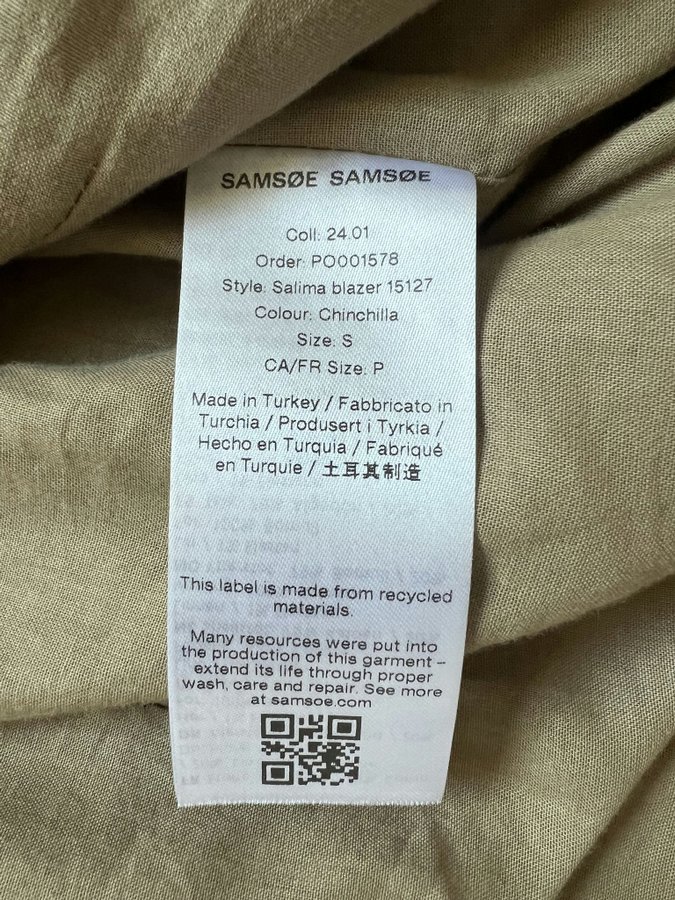 SAMSØE SAMSØE
Coll: 24.01
Order: PO001578
Style: Salima blazer 15127
Colour: Chinchilla
Size: S
CA/FR Size: P
Made in Turkey / Fabbricato in
Turchia / Produsert i Tyrkia /
Hecho en Turquia / Fabriqué
en Turquie / 土耳其制造
This label is made from recycled
materials.
Many resources were put into
the production of this garment –
extend its life through proper
wash, care and repair. See more
at samsoe.com